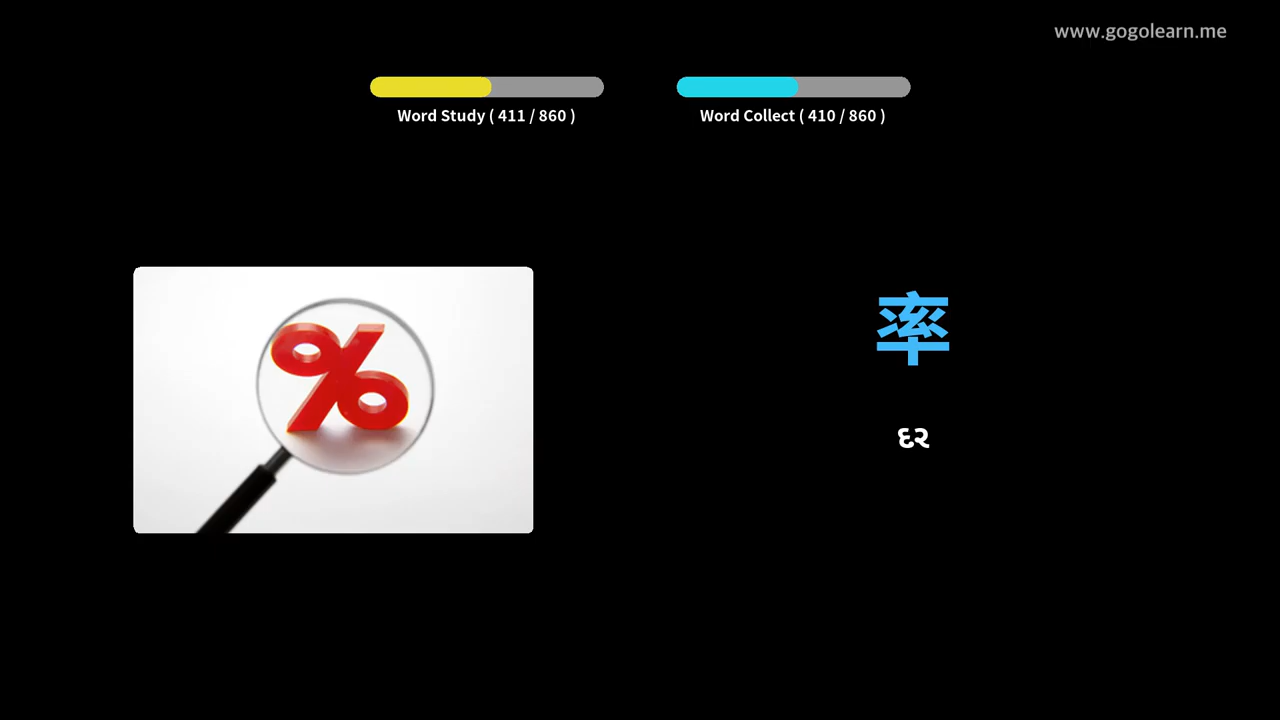 www.gogolearn.me
Word Study ( 411 / 860 )
Word Collect ( 410 / 860 )
%
率
દર